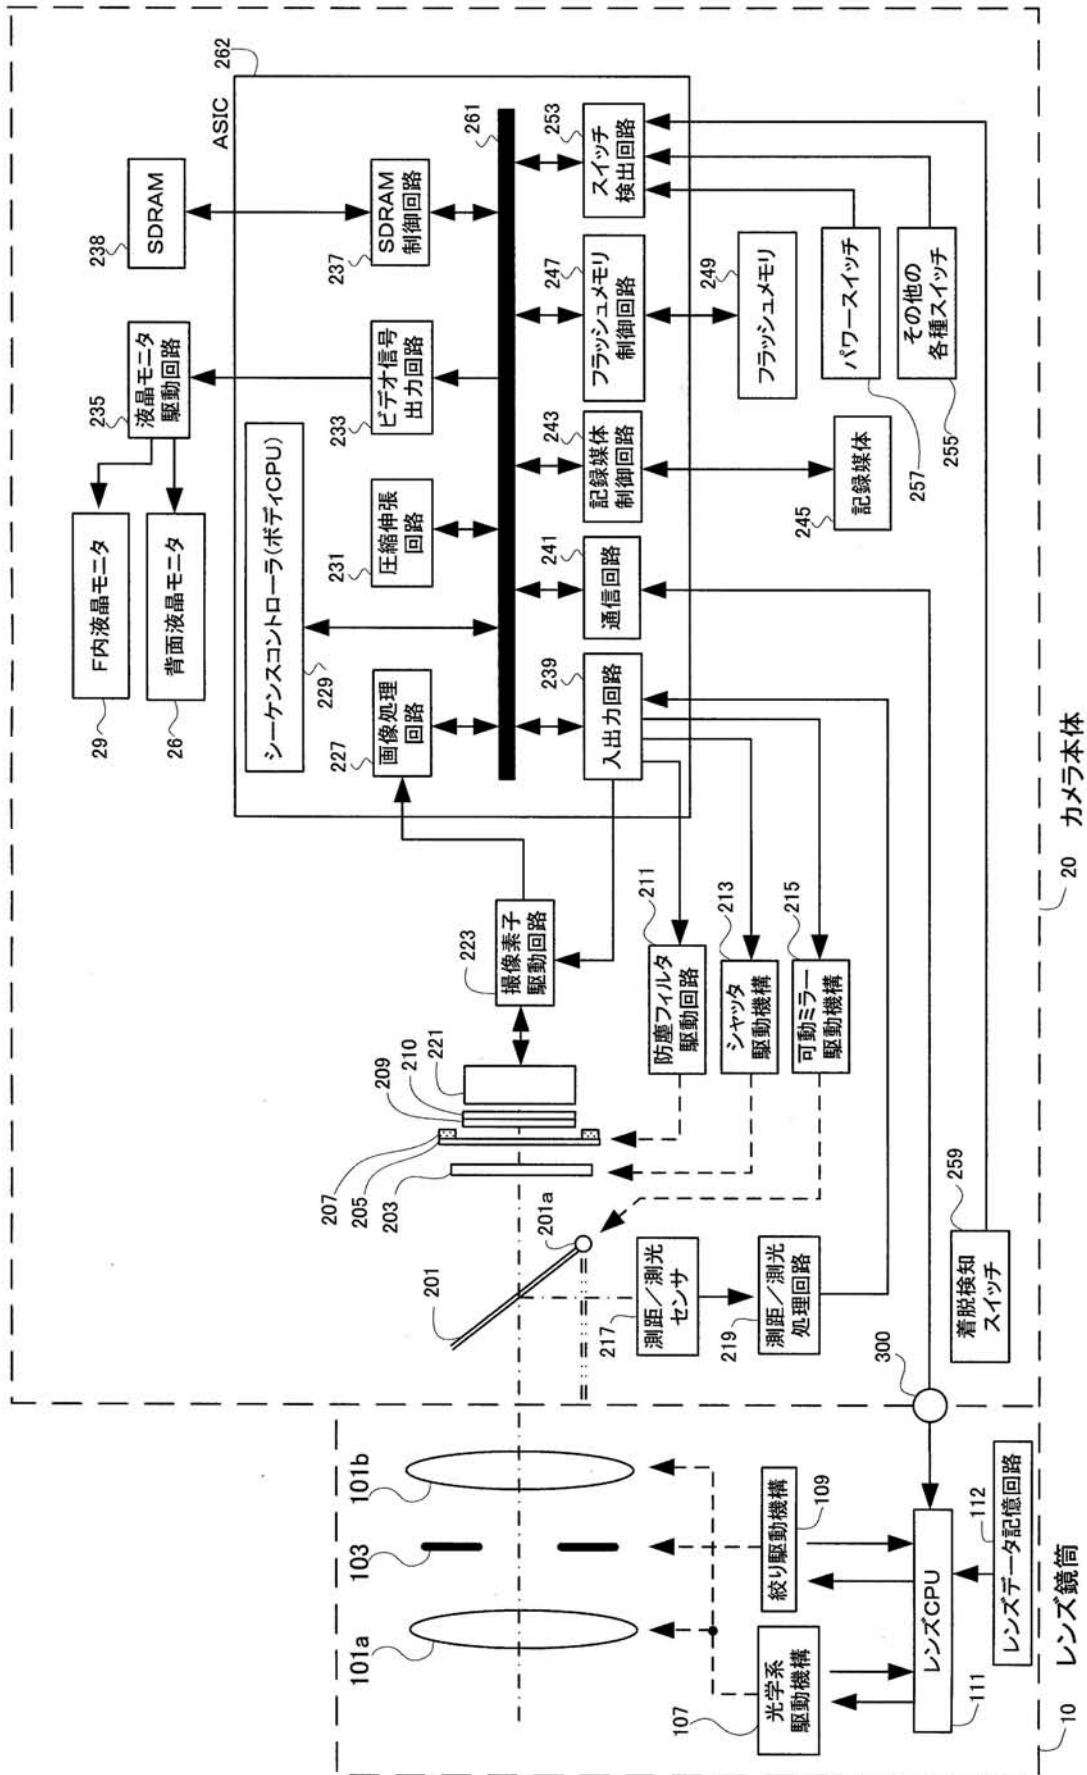 ASIC
262
238
SDRAM
235
液晶モニタ
駆動回路
29
F内液晶モニタ
26
背面液晶モニタ
シーケンスコントローラ(ボディCPU)
229
227
画像処理
回路
231
圧縮伸張
回路
233
ビデオ信号
出力回路
237
SDRAM
制御回路
261
239
入出力回路
241
通信回路
243
記録媒体
制御回路
247
フラッシュメモリ
制御回路
253
スイッチ
検出回路
245
記録媒体
249
フラッシュメモリ
257
パワースイッチ
255
その他の
各種スイッチ
223
撮像素子
駆動回路
221
210
209
207
205
203
201
201a
211
防塵フィルタ
駆動回路
213
シャッタ
駆動機構
215
可動ミラー
駆動機構
217
測距/測光
センサ
219
測距/測光
処理回路
259
着脱検知
スイッチ
300
20
カメラ本体
101a
103
101b
107
光学系
駆動機構
109
絞り駆動機構
111
レンズCPU
112
レンズデータ記憶回路
10
レンズ鏡筒